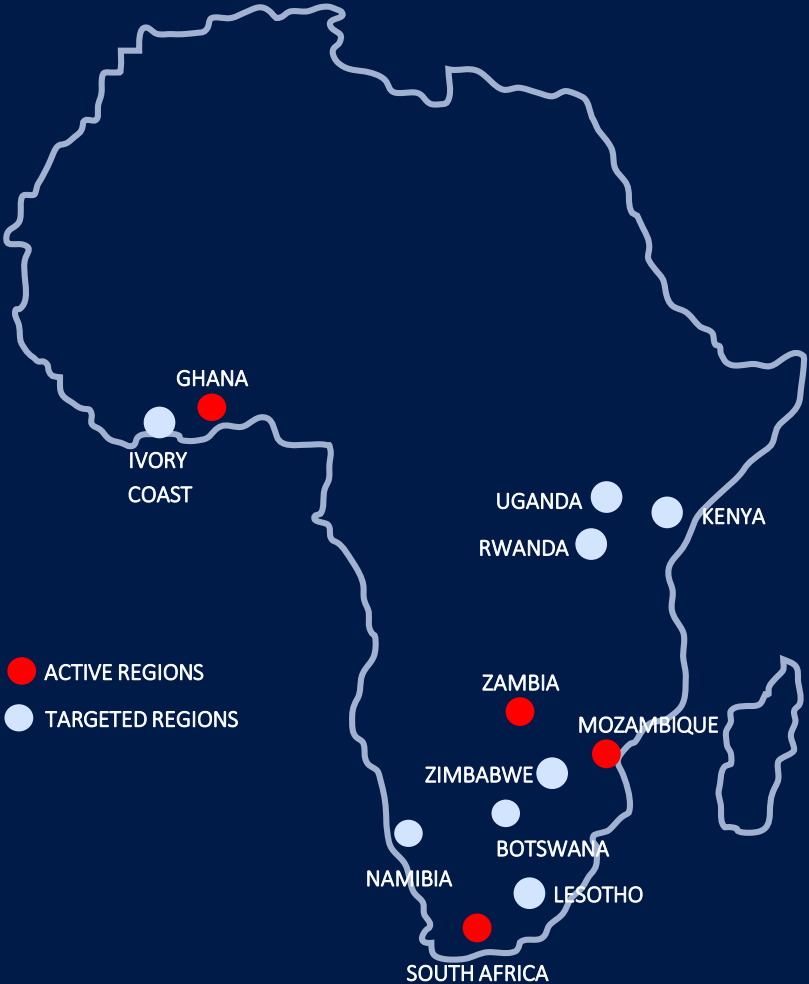 GHANA
IVORY
COAST
UGANDA
KENYA
RWANDA
ACTIVE REGIONS
ZAMBIA
TARGETED REGIONS
MOZAMBIQUE
ZIMBABWE
BOTSWANA
NAMIBIA
LESOTHO
SOUTH AFRICA